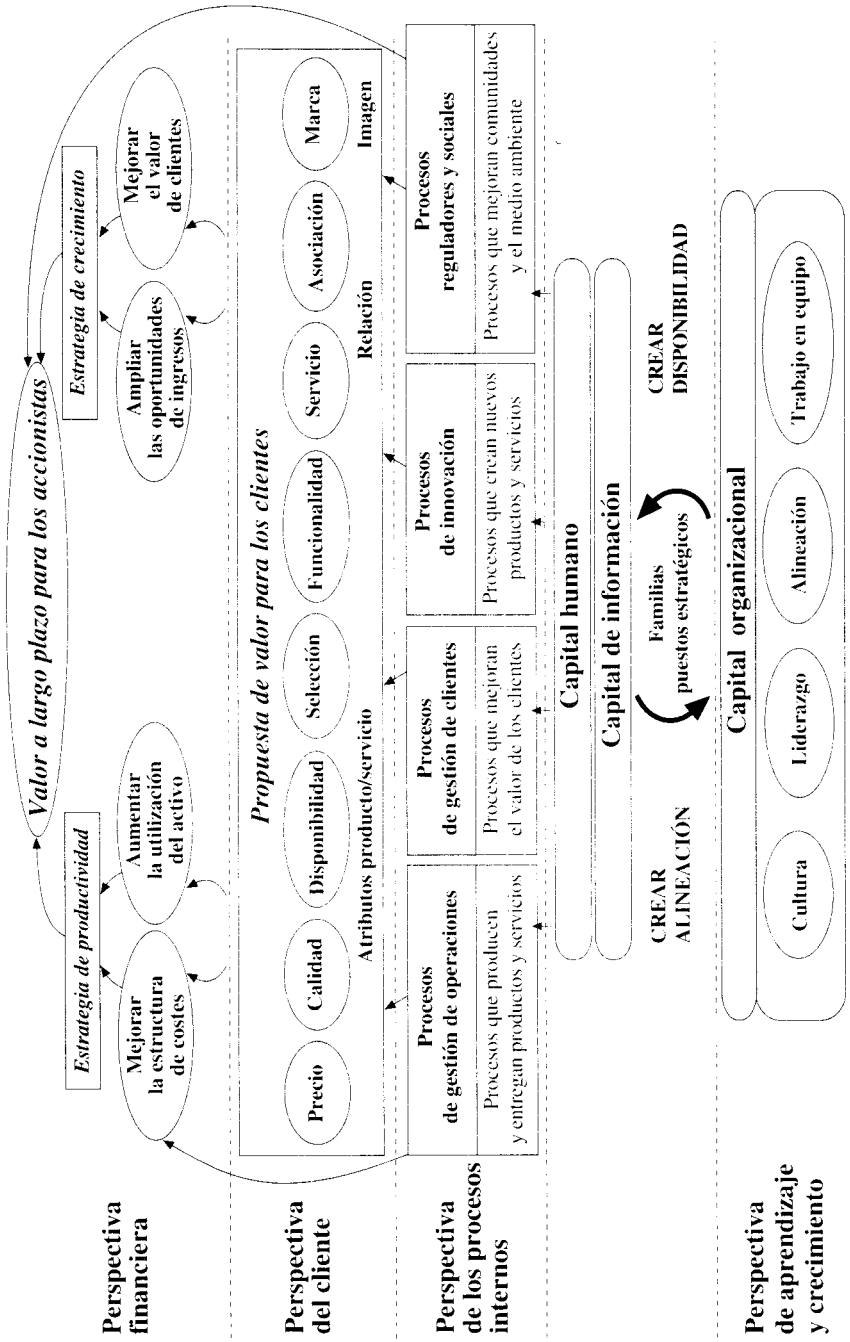 Perspectiva
financiera
Valor a largo plazo para los accionistas
Estrategia de productividad
Estrategia de crecimiento
Mejorar
la estructura
de costes
Aumentar
la utilización
del activo
Ampliar
las oportunidades
de ingresos
Mejorar
el valor
de clientes
Perspectiva
del cliente
Propuesta de valor para los clientes
Precio
Calidad
Disponibilidad
Selección
Funcionalidad
Servicio
Asociación
Marca
Atributos producto/servicio
Relación
Imagen
Perspectiva
de los procesos
internos
Procesos
de gestión de operaciones
Procesos que producen
y entregan productos y servicios
Procesos
de gestión de clientes
Procesos que mejoran
el valor de los clientes
Procesos
de innovación
Procesos que crean nuevos
productos y servicios
Procesos
reguladores y sociales
Procesos que mejoran comunidades
y el medio ambiente
Capital humano
Capital de información
CREAR
ALINEACIÓN
Familias
puestos estratégicos
CREAR
DISPONIBILIDAD
Perspectiva
de aprendizaje
y crecimiento
Capital organizacional
Cultura
Liderazgo
Alineación
Trabajo en equipo